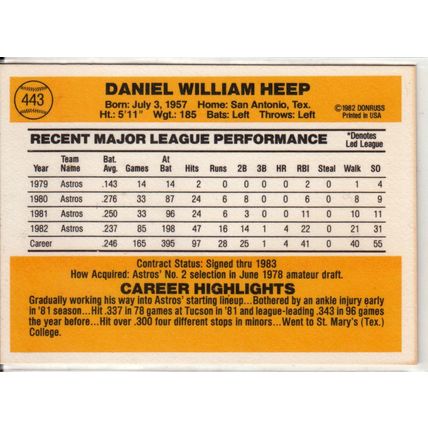 443
DANIEL WILLIAM HEEP
Born: July 3, 1957 Home: San Antonio, Tex.
Ht.: 5'11" Wgt.: 185 Bats: Left Throws: Left
©1982 DONRUSS
Printed in USA
RECENT MAJOR LEAGUE PERFORMANCE
*Denotes
Led League
Year Team Name Bat. Avg. Games At Bat Hits Runs 2B 3B HR RBI Steal Walk SO
1979 Astros .143 14 14 2 0 0 0 0 2 0 1 4
1980 Astros .276 33 87 24 6 8 0 0 6 0 8 9
1981 Astros .250 33 96 24 6 3 0 0 11 0 10 11
1982 Astros .237 85 198 47 16 14 1 4 22 0 21 31
Career .246 165 395 97 28 25 1 4 41 0 40 55
Contract Status: Signed thru 1983
How Acquired: Astros' No. 2 selection in June 1978 amateur draft.
CAREER HIGHLIGHTS
Gradually working his way into Astros' starting lineup...Bothered by an ankle injury early
in '81 season...Hit .337 in 78 games at Tucson in '81 and league-leading .343 in 96 games
the year before...Hit over .300 four different stops in minors...Went to St. Mary's (Tex.)
College.